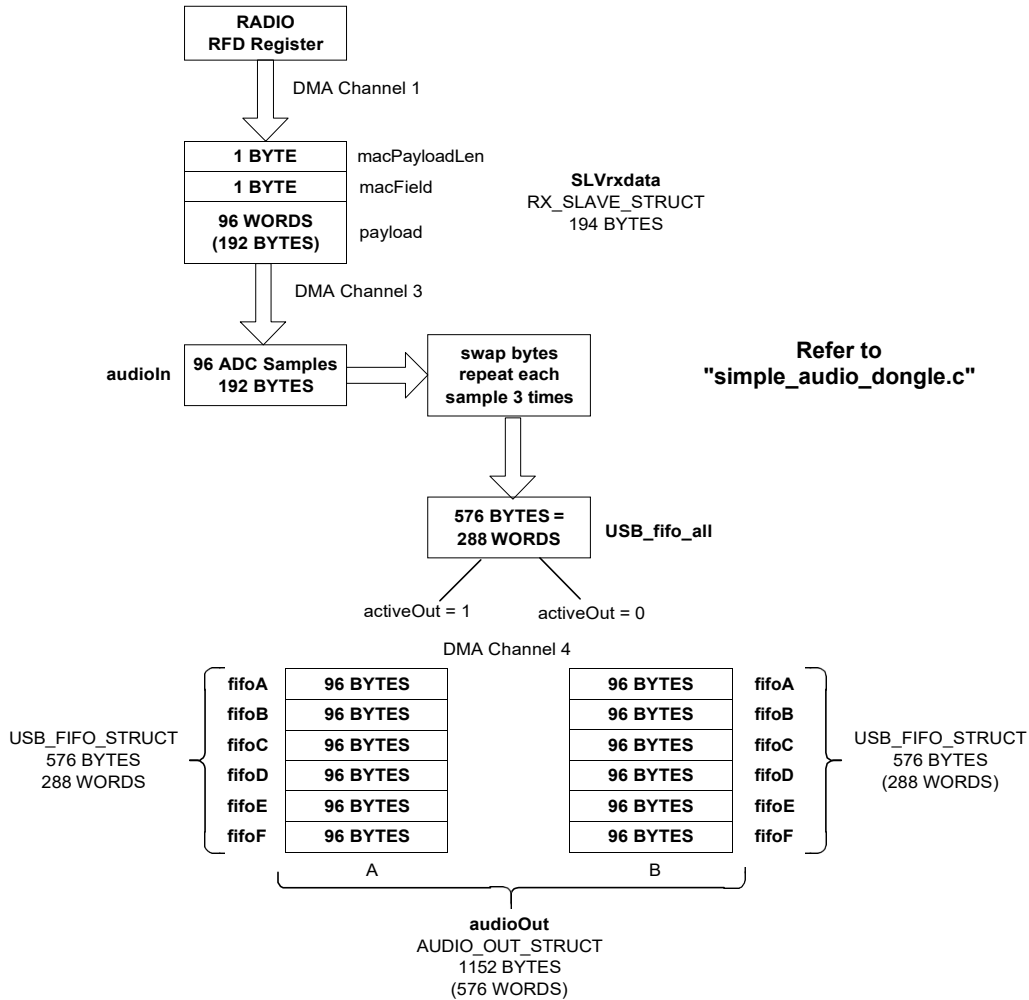 RADIO
RFD Register
DMA Channel 1
1 BYTE
macPayloadLen
1 BYTE
macField
96 WORDS
(192 BYTES)
payload
SLVrxdata
RX_SLAVE_STRUCT
194 BYTES
DMA Channel 3
audioIn
96 ADC Samples
192 BYTES
swap bytes
repeat each
sample 3 times
Refer to
"simple_audio_dongle.c"
576 BYTES =
288 WORDS
USB_fifo_all
activeOut = 1
activeOut = 0
DMA Channel 4
USB_FIFO_STRUCT
576 BYTES
288 WORDS
fifoA
96 BYTES
fifoB
96 BYTES
fifoC
96 BYTES
fifoD
96 BYTES
fifoE
96 BYTES
fifoF
96 BYTES
A
96 BYTES
fifoA
96 BYTES
fifoB
96 BYTES
fifoC
96 BYTES
fifoD
96 BYTES
fifoE
96 BYTES
fifoF
B
USB_FIFO_STRUCT
576 BYTES
(288 WORDS)
audioOut
AUDIO_OUT_STRUCT
1152 BYTES
(576 WORDS)